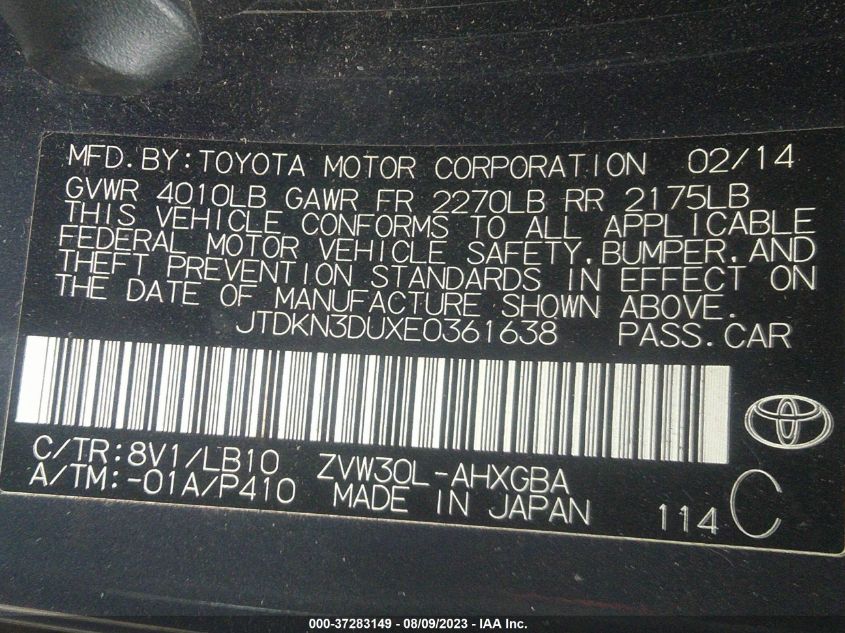 MFD. BY: TOYOTA MOTOR CORPORATION 02/14
GVWR 4010LB GAWR FR 2270LB RR 2175LB
THIS VEHICLE CONFORMS TO ALL APPLICABLE
FEDERAL MOTOR VEHICLE SAFETY, BUMPER, AND
THEFT PREVENTION STANDARDS IN EFFECT ON
THE DATE OF MANUFACTURE SHOWN ABOVE.
JTDKN3DUXE0361638 PASS. CAR
C/TR: 8V1/LB10 ZVW30L-AHXGBA
A/TM: -01A/P410 MADE IN JAPAN 114 C
000-37283149 - 08/09/2023 - IAA Inc.